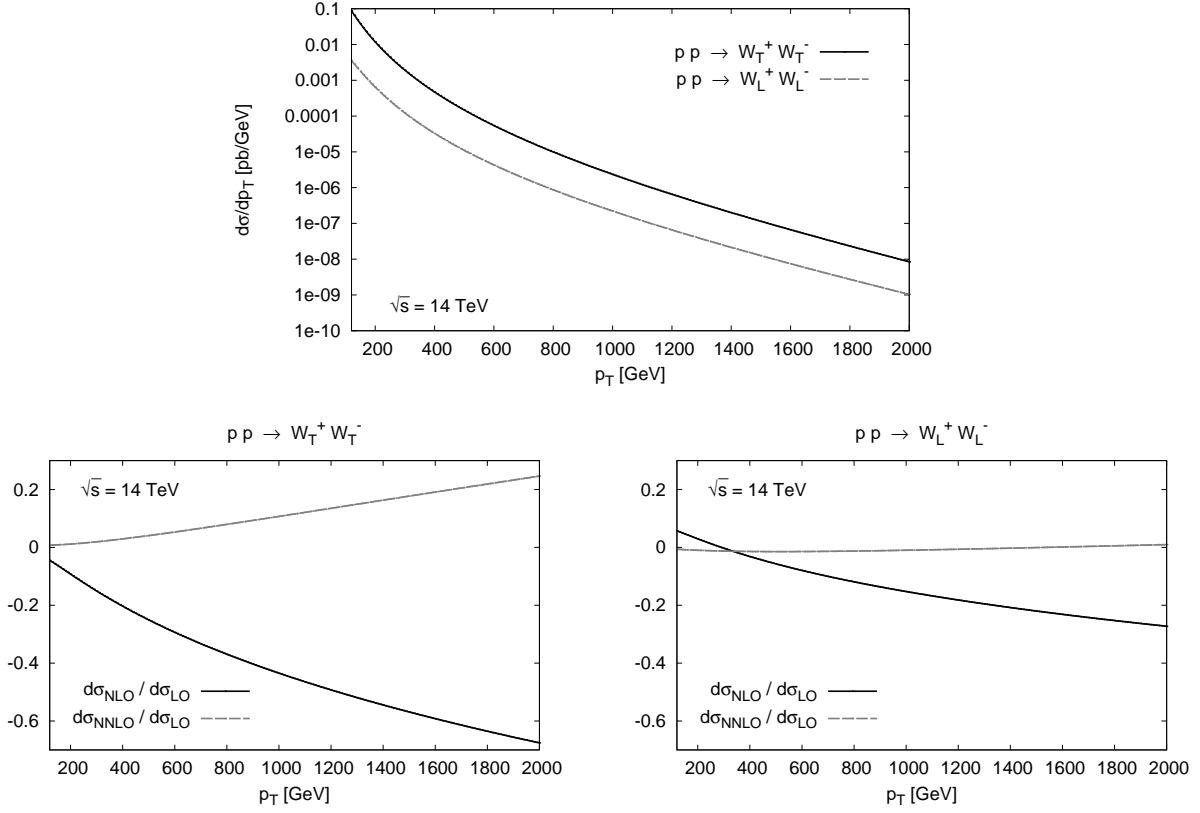 0.1
0.01
0.001
0.0001
1e-05
1e-06
1e-07
1e-08
1e-09
1e-10
dσ/dp_T [pb/GeV]
p p → W_T^+ W_T^-
p p → W_L^+ W_L^-
√s = 14 TeV
200 400 600 800 1000 1200 1400 1600 1800 2000
p_T [GeV]
p p → W_T^+ W_T^-
0.2
0
-0.2
-0.4
-0.6
√s = 14 TeV
dσ_NLO / dσ_LO
dσ_NNLO / dσ_LO
200 400 600 800 1000 1200 1400 1600 1800 2000
p_T [GeV]
p p → W_L^+ W_L^-
0.2
0
-0.2
-0.4
-0.6
√s = 14 TeV
dσ_NLO / dσ_LO
dσ_NNLO / dσ_LO
200 400 600 800 1000 1200 1400 1600 1800 2000
p_T [GeV]